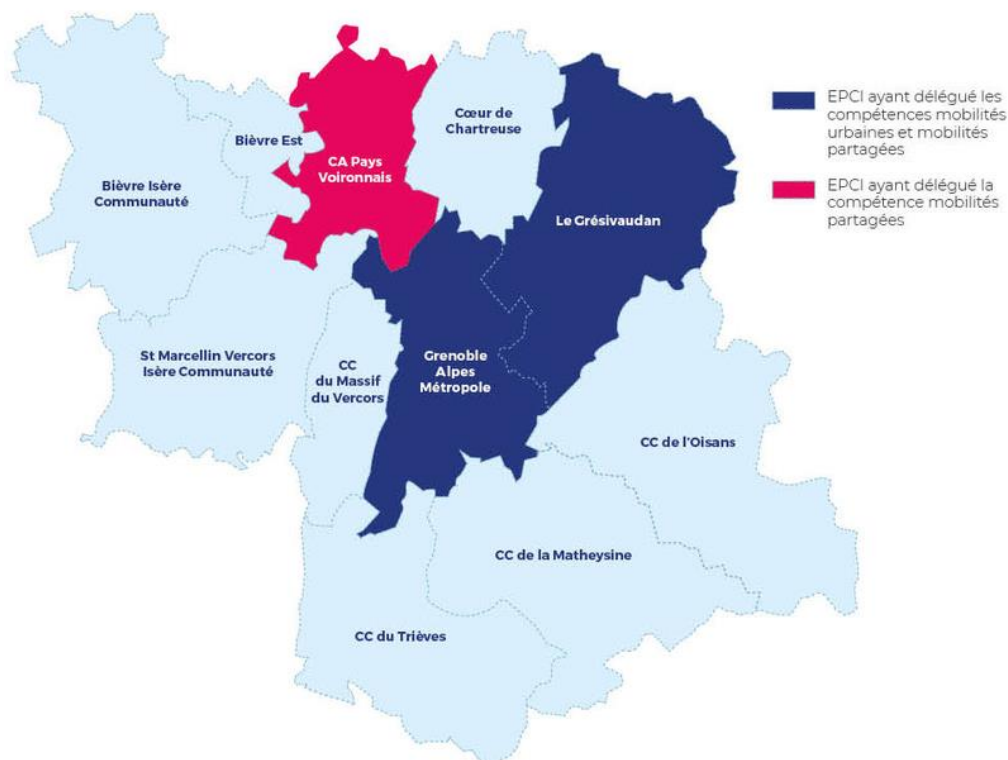 EPCI ayant délégué les
compétences mobilités
urbaines et mobilités
partagées
EPCI ayant délégué la
compétence mobilités
partagées
Cœur de
Chartreuse
Bièvre Est
CA Pays
Voironnais
Bièvre Isère
Communauté
Le Grésivaudan
St Marcellin Vercors
Isère Communauté
CC
du Massif
du Vercors
Grenoble
Alpes
Métropole
CC de l'Oisans
CC de la Matheysine
CC du Trièves